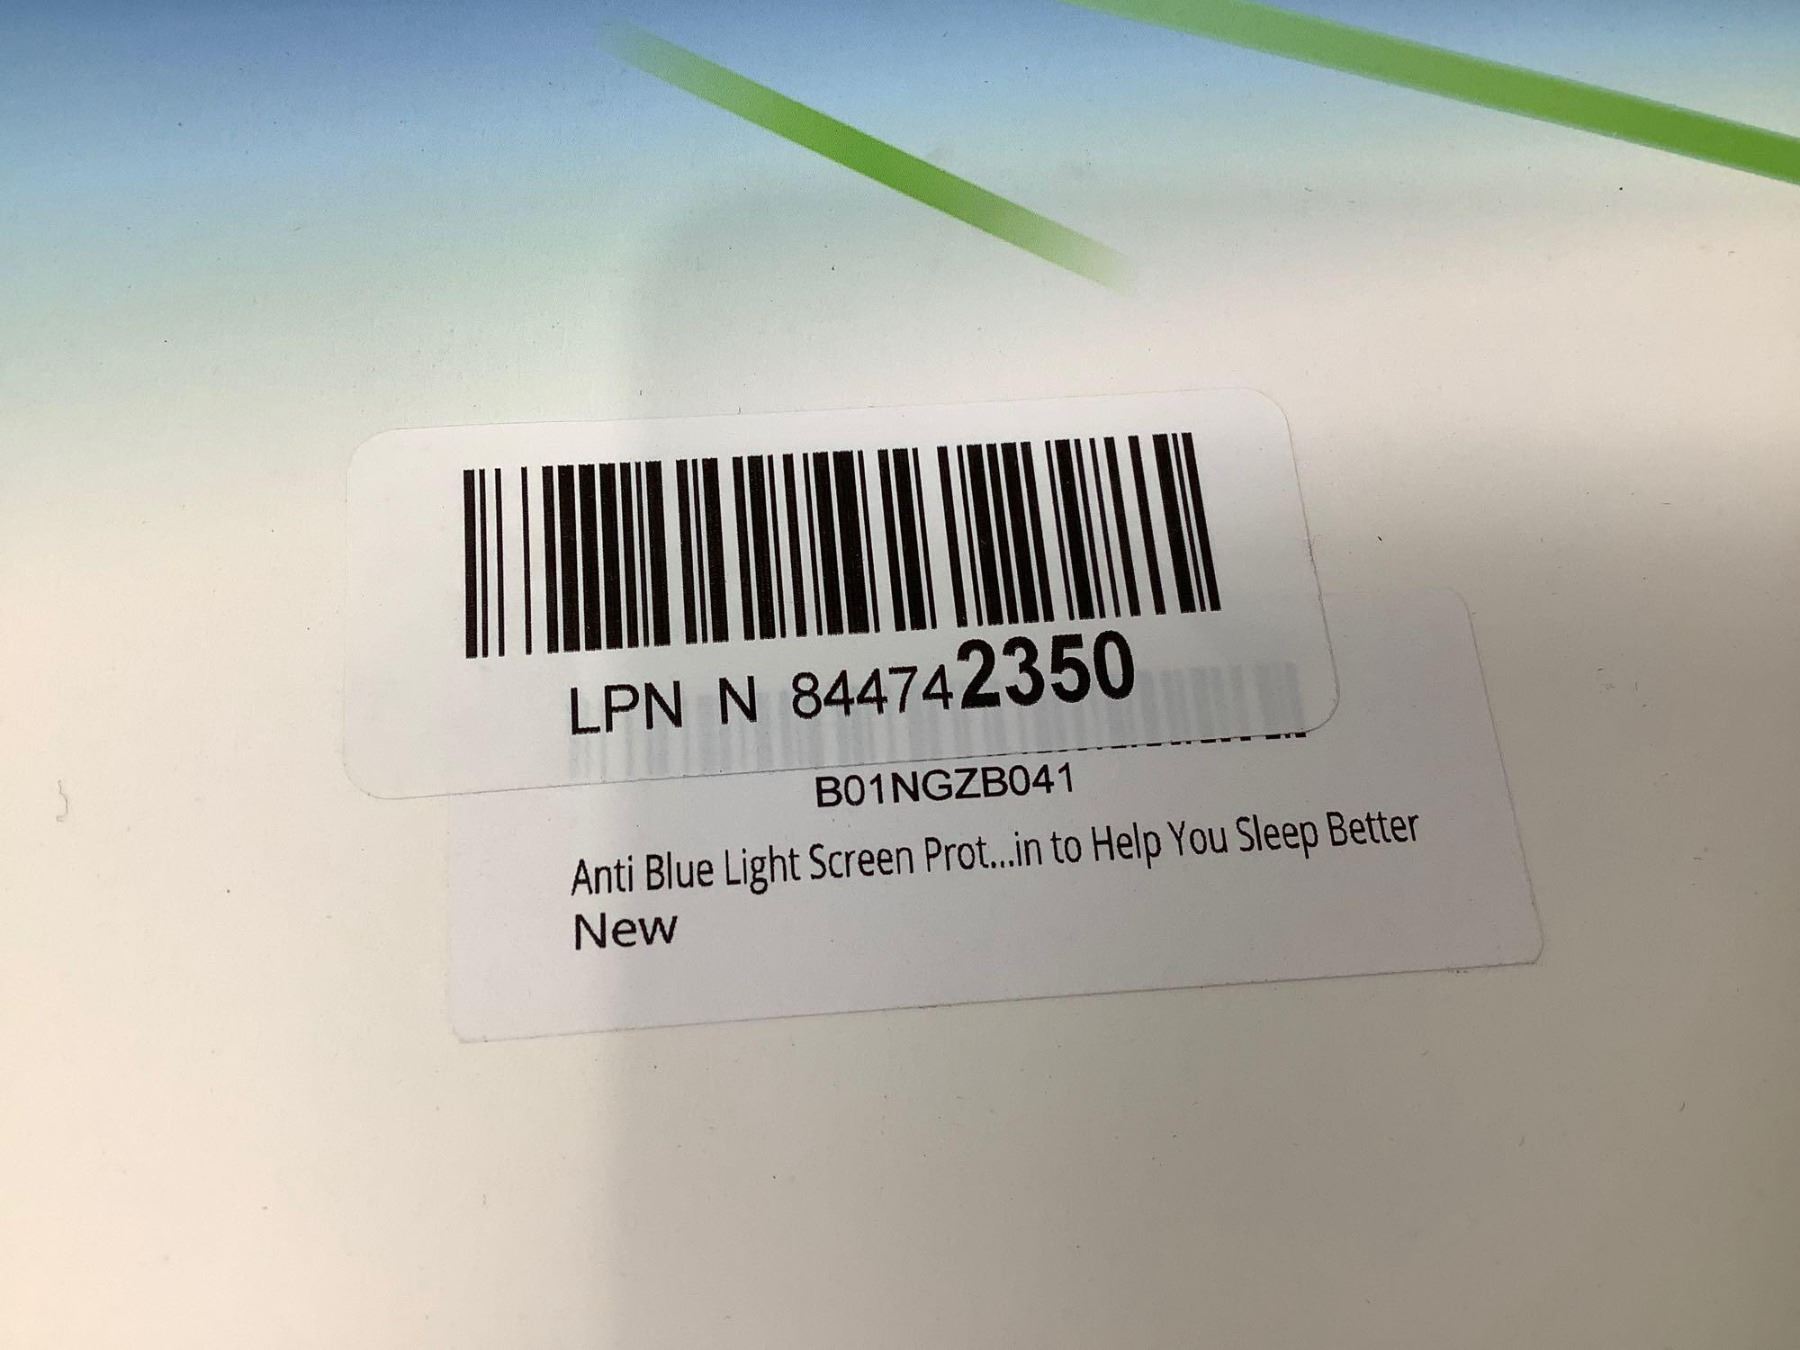 LPN N 844742350
B01NGZB041
Anti Blue Light Screen Prot...in to Help You Sleep Better
New